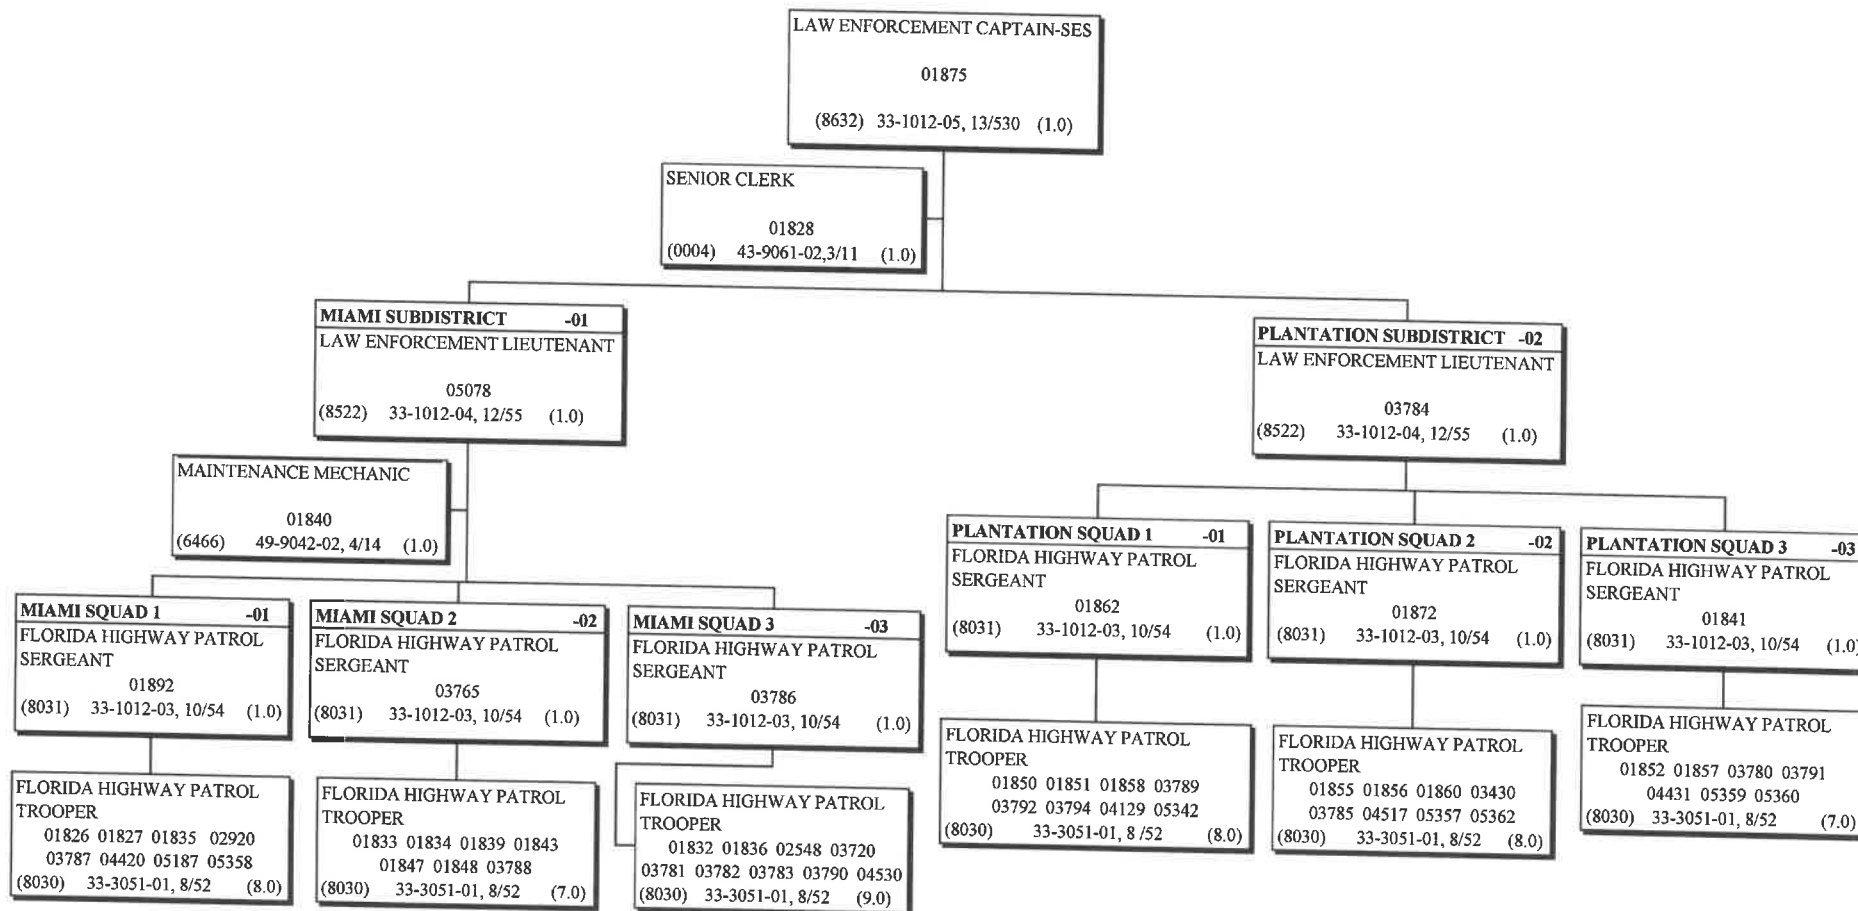 LAW ENFORCEMENT CAPTAIN-SES
01875
(8632) 33-1012-05, 13/530 (1.0)
SENIOR CLERK
01828
(0004) 43-9061-02,3/11 (1.0)
MIAMI SUBDISTRICT -01
LAW ENFORCEMENT LIEUTENANT
05078
(8522) 33-1012-04, 12/55 (1.0)
PLANTATION SUBDISTRICT -02
LAW ENFORCEMENT LIEUTENANT
03784
(8522) 33-1012-04, 12/55 (1.0)
MAINTENANCE MECHANIC
01840
(6466) 49-9042-02, 4/14 (1.0)
MIAMI SQUAD 1 -01
FLORIDA HIGHWAY PATROL
SERGEANT
01892
(8031) 33-1012-03, 10/54 (1.0)
MIAMI SQUAD 2 -02
FLORIDA HIGHWAY PATROL
SERGEANT
03765
(8031) 33-1012-03, 10/54 (1.0)
MIAMI SQUAD 3 -03
FLORIDA HIGHWAY PATROL
SERGEANT
03786
(8031) 33-1012-03, 10/54 (1.0)
PLANTATION SQUAD 1 -01
FLORIDA HIGHWAY PATROL
SERGEANT
01862
(8031) 33-1012-03, 10/54 (1.0)
PLANTATION SQUAD 2 -02
FLORIDA HIGHWAY PATROL
SERGEANT
01872
(8031) 33-1012-03, 10/54 (1.0)
PLANTATION SQUAD 3 -03
FLORIDA HIGHWAY PATROL
SERGEANT
01841
(8031) 33-1012-03, 10/54 (1.0)
FLORIDA HIGHWAY PATROL
TROOPER
01826 01827 01835 02920
03787 04420 05187 05358
(8030) 33-3051-01, 8/52 (8.0)
FLORIDA HIGHWAY PATROL
TROOPER
01833 01834 01839 01843
01847 01848 03788
(8030) 33-3051-01, 8/52 (7.0)
FLORIDA HIGHWAY PATROL
TROOPER
01832 01836 02548 03720
03781 03782 03783 03790 04530
(8030) 33-3051-01, 8/52 (9.0)
FLORIDA HIGHWAY PATROL
TROOPER
01850 01851 01858 03789
03792 03794 04129 05342
(8030) 33-3051-01, 8 /52 (8.0)
FLORIDA HIGHWAY PATROL
TROOPER
01855 01856 01860 03430
03785 04517 05357 05362
(8030) 33-3051-01, 8/52 (8.0)
FLORIDA HIGHWAY PATROL
TROOPER
01852 01857 03780 03791
04431 05359 05360
(8030) 33-3051-01, 8/52 (7.0)